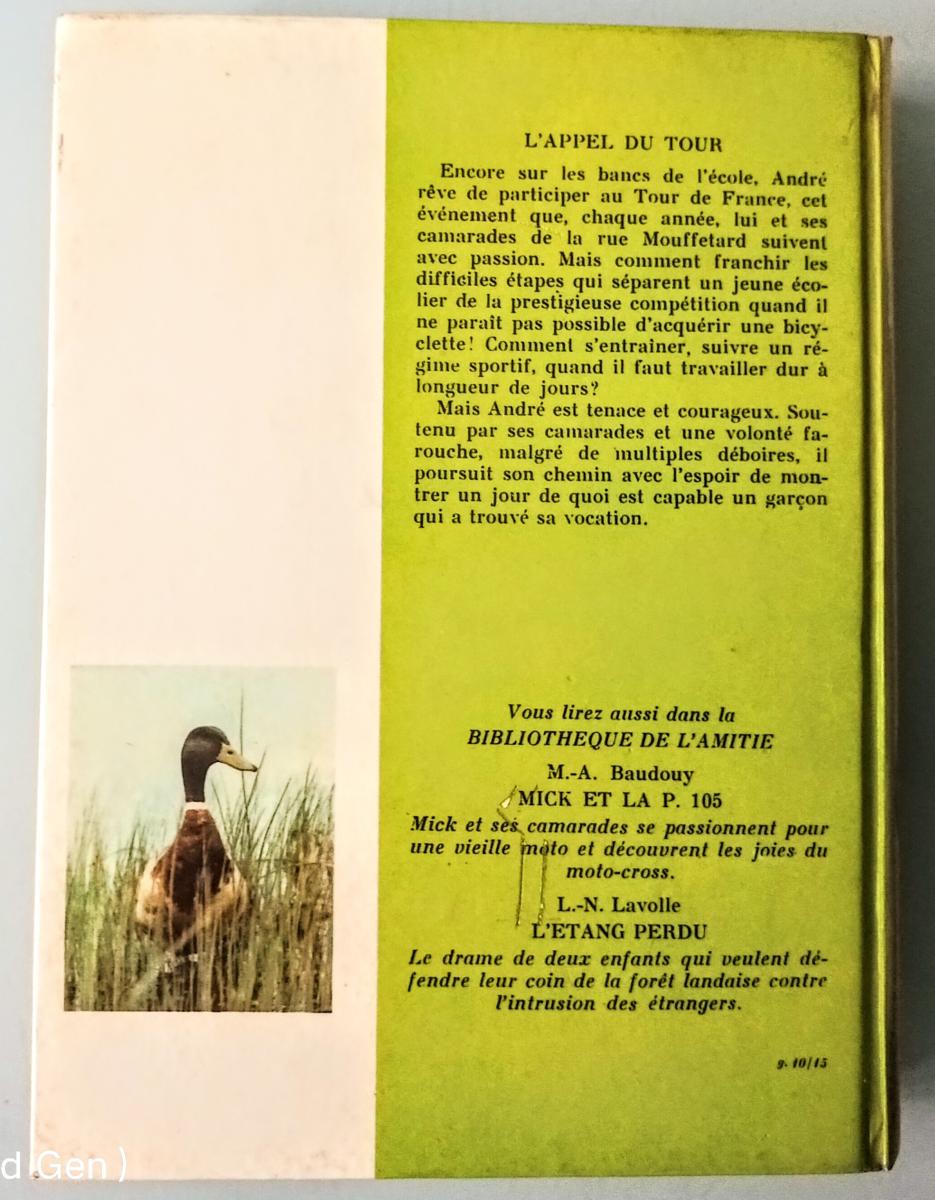 L'APPEL DU TOUR
Encore sur les bancs de l'école, André
rêve de participer au Tour de France, cet
événement que, chaque année, lui et ses
camarades de la rue Mouffetard suivent
avec passion. Mais comment franchir les
difficiles étapes qui séparent un jeune éco-
lier de la prestigieuse compétition quand il
ne paraît pas possible d'acquérir une bicy-
clette! Comment s'entraîner, suivre un ré-
gime sportif, quand il faut travailler dur à
longueur de jours?
Mais André est tenace et courageux. Sou-
tenu par ses camarades et une volonté fa-
rouche, malgré de multiples déboires, il
poursuit son chemin avec l'espoir de mon-
trer un jour de quoi est capable un garçon
qui a trouvé sa vocation.
Vous lirez aussi dans la
BIBLIOTHEQUE DE L'AMITIE
M.-A. Baudouy
MICK ET LA P. 105
Mick et ses camarades se passionnent pour
une vieille moto et découvrent les joies du
moto-cross.
L.-N. Lavolle
L'ETANG PERDU
Le drame de deux enfants qui veulent dé-
fendre leur coin de la forêt landaise contre
l'intrusion des étrangers.
g. 10/15
d Gen )